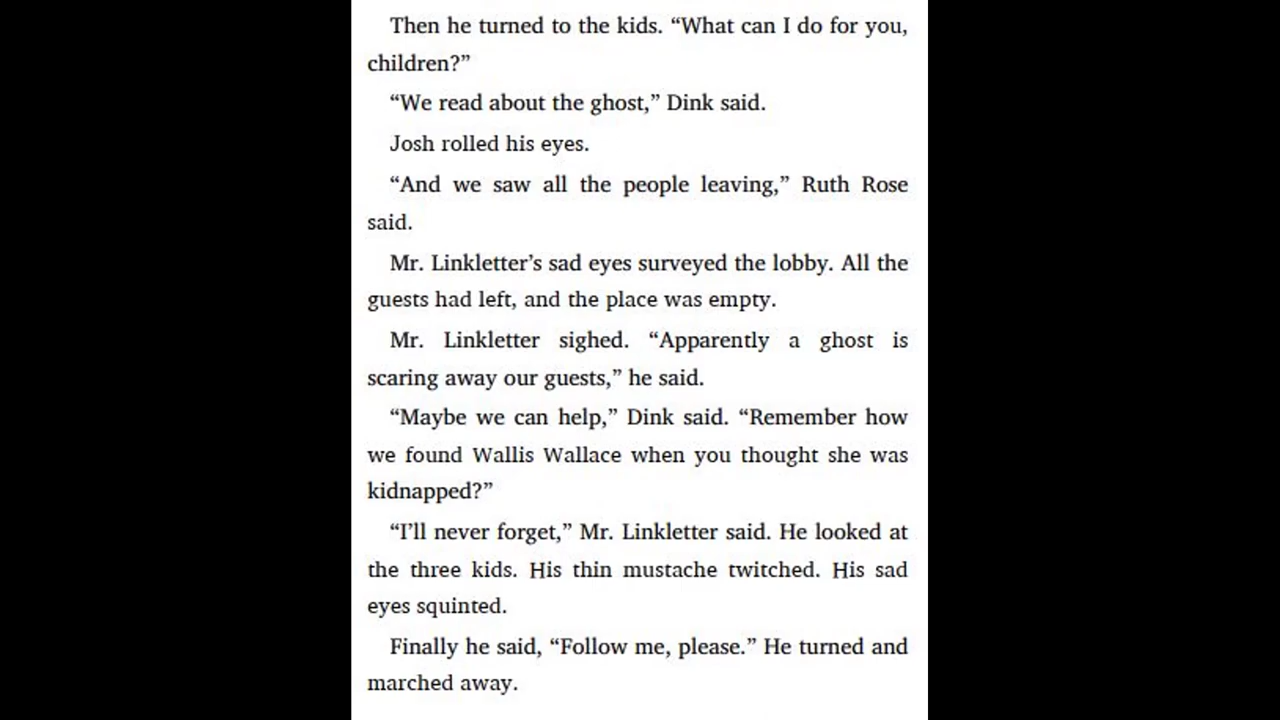 Then he turned to the kids. “What can I do for you,
children?”
“We read about the ghost,” Dink said.
Josh rolled his eyes.
“And we saw all the people leaving,” Ruth Rose
said.
Mr. Linkletter’s sad eyes surveyed the lobby. All the
guests had left, and the place was empty.
Mr. Linkletter sighed. “Apparently a ghost is
scaring away our guests,” he said.
“Maybe we can help,” Dink said. “Remember how
we found Wallis Wallace when you thought she was
kidnapped?”
“I’ll never forget,” Mr. Linkletter said. He looked at
the three kids. His thin mustache twitched. His sad
eyes squinted.
Finally he said, “Follow me, please.” He turned and
marched away.